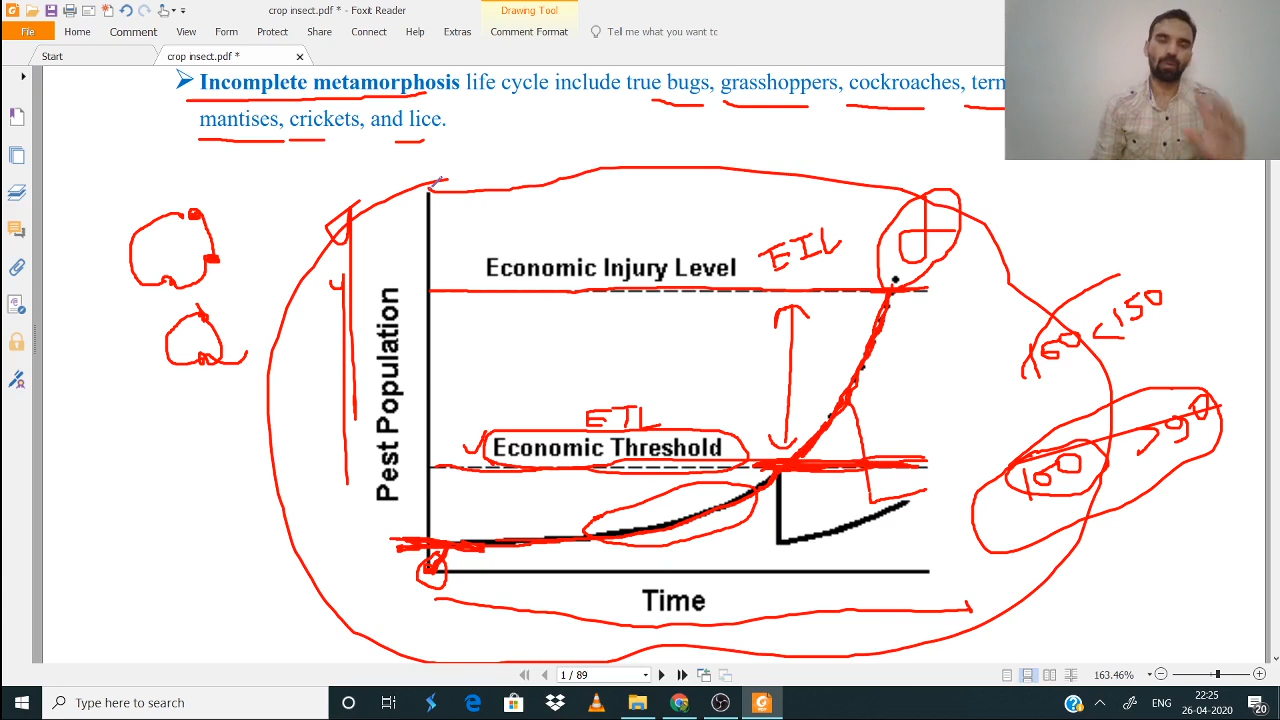 crop insect.pdf * - Foxit Reader
Drawing Tool
File
Home
Comment
View
Form
Protect
Share
Connect
Help
Extras
Comment Format
Tell me what you want tc
Start
crop insect.pdf *
Incomplete metamorphosis life cycle include true bugs, grasshoppers, cockroaches, tern
mantises, crickets, and lice.
EIL
Economic Injury Level
<150
Pest Population
ETL
Economic Threshold
100
Time
1 / 89
163.46%
Type here to search
ENG
22:25
26-04-2020
20